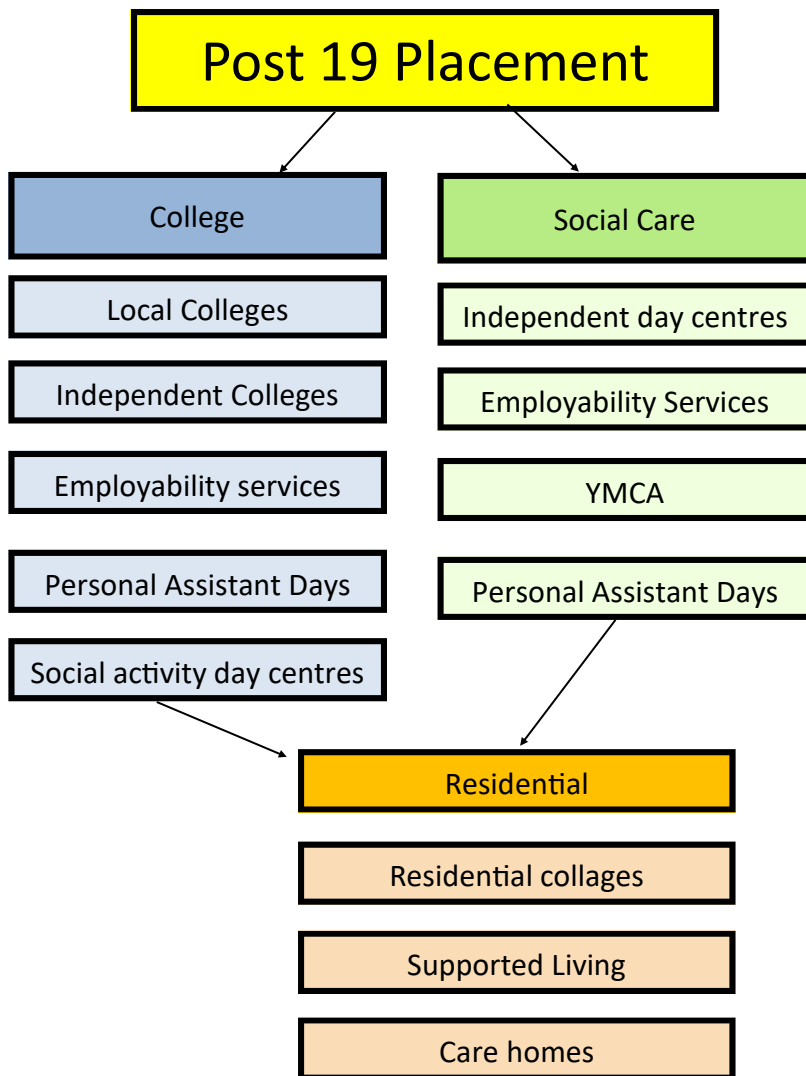 Post 19 Placement
College
Local Colleges
Independent Colleges
Employability services
Personal Assistant Days
Social activity day centres
Social Care
Independent day centres
Employability Services
YMCA
Personal Assistant Days
Residential
Residential collages
Supported Living
Care homes